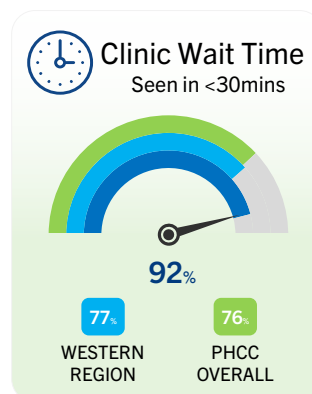 Clinic Wait Time
Seen in <30mins
92%
77% 76%
WESTERN PHCC
REGION OVERALL